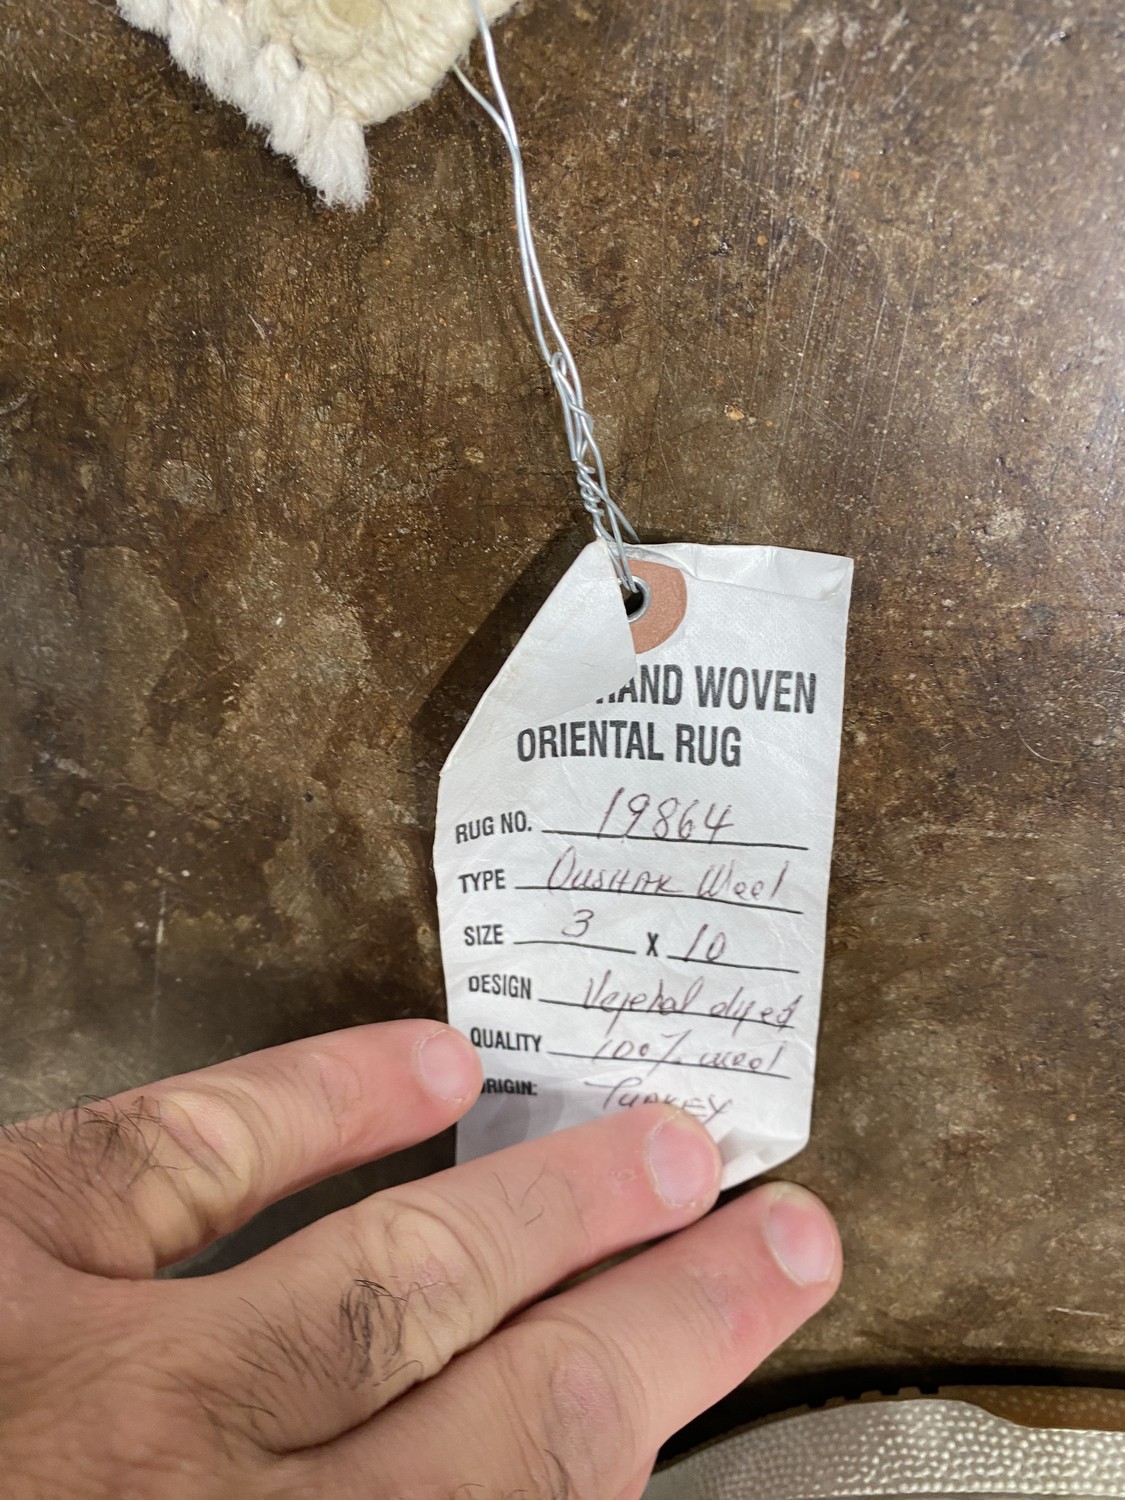 HAND WOVEN
ORIENTAL RUG
RUG NO. 19864
TYPE Oushak Wool
SIZE 3 X 10
DESIGN Vegetal dyed
QUALITY 100% wool
ORIGIN: TURKEY